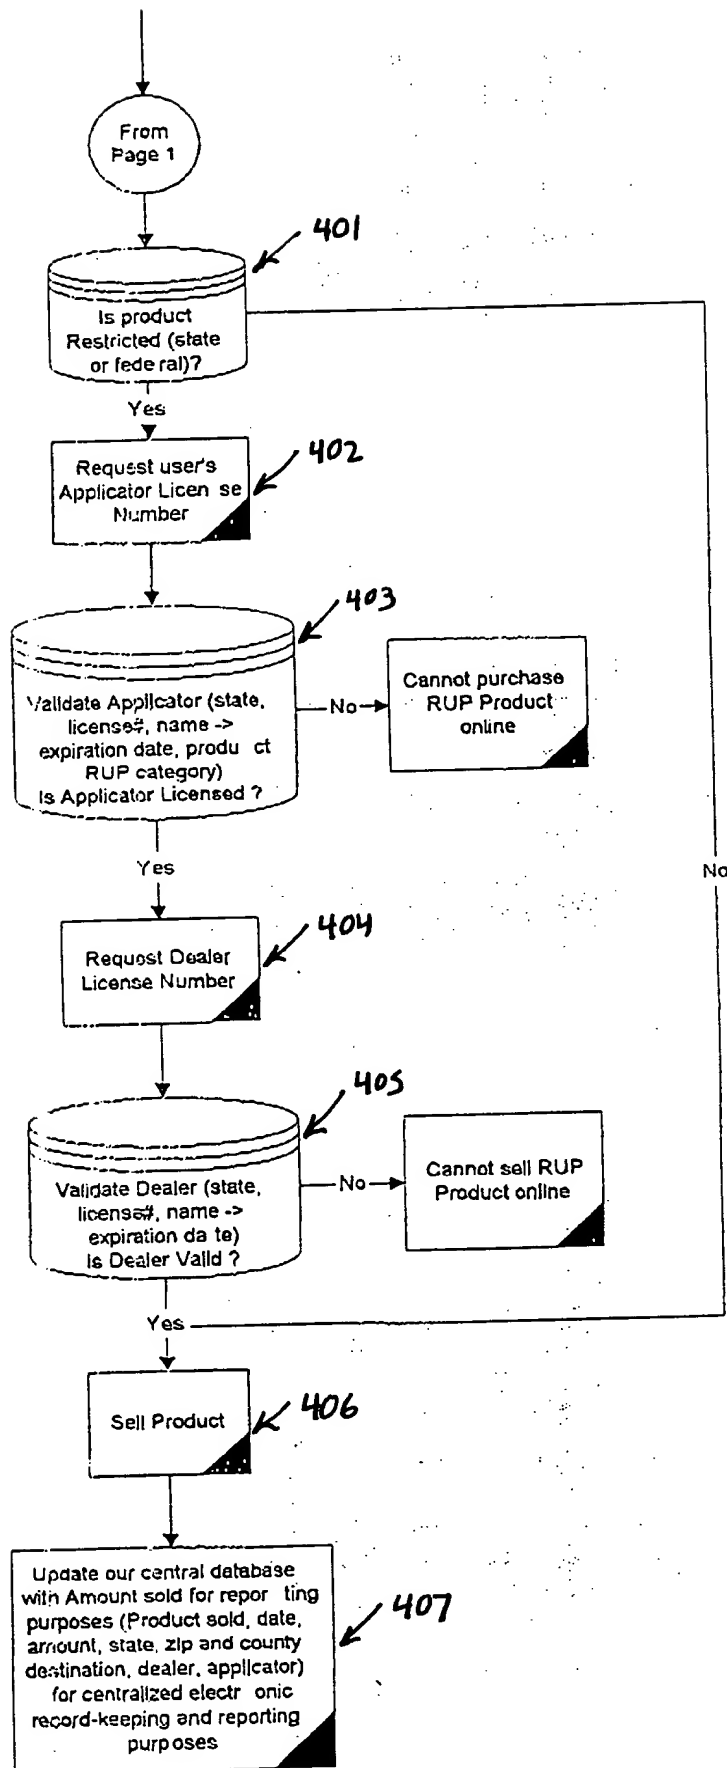 From
Page 1
401
Is product
Restricted (state
or federal)?
Yes
Request user's
Applicator License
Number
402
403
Validate Applicator (state,
license#, name ->
expiration date, product
RUP category)
Is Applicator Licensed ?
No
Cannot purchase
RUP Product
online
No
Yes
Request Dealer
License Number
404
405
Validate Dealer (state,
license#, name ->
expiration date)
Is Dealer Valid ?
No
Cannot sell RUP
Product online
Yes
Sell Product
406
Update our central database
with Amount sold for reporting
purposes (Product sold, date,
amount, state, zip and county
destination, dealer, applicator)
for centralized electronic
record-keeping and reporting
purposes
407